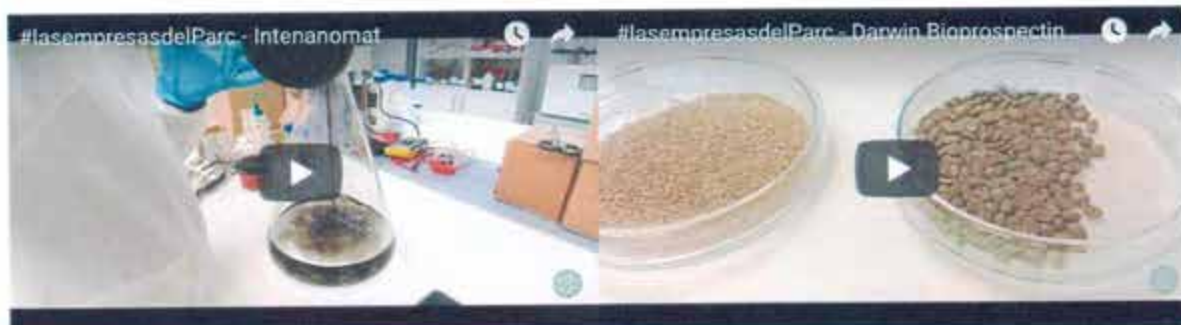 #lasempresasdelParc - Intenanomat
#lasempresasdelParc - Darwin Bioprospectin...